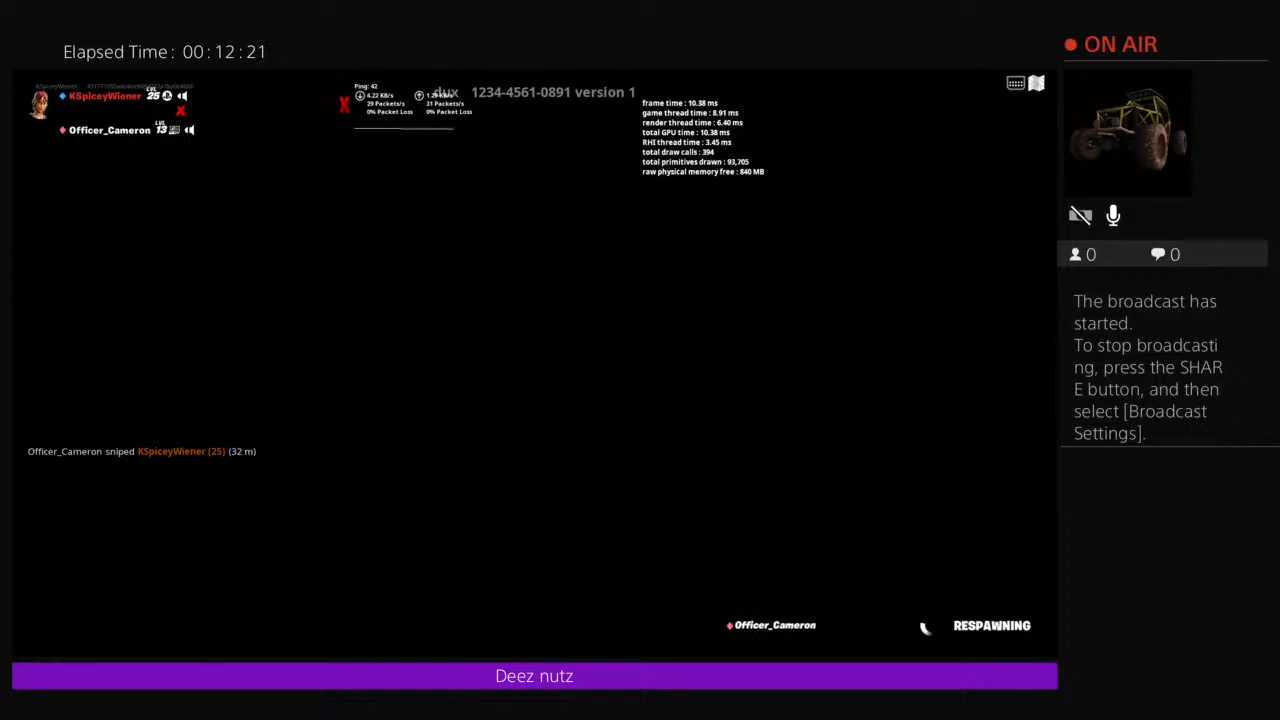 Elapsed Time: 00:12:21
ON AIR
KSpiceyWiener 25
Officer_Cameron LVL 13
Ping: 42
4.22 KB/s
29 Packets/s 31 Packets/s
0% Packet Loss 0% Packet Loss
dux 1234-4561-0891 version 1
frame time : 10.38 ms
game thread time : 8.91 ms
render thread time : 6.40 ms
total GPU time : 10.38 ms
RHI thread time : 3.45 ms
total draw calls : 394
total primitives drawn : 93,705
raw physical memory free : 840 MB
0 0
The broadcast has
started.
To stop broadcasti
ng, press the SHAR
E button, and then
select [Broadcast
Settings].
Officer_Cameron sniped KSpiceyWiener (25) (32 m)
Officer_Cameron
RESPAWNING
Deez nutz